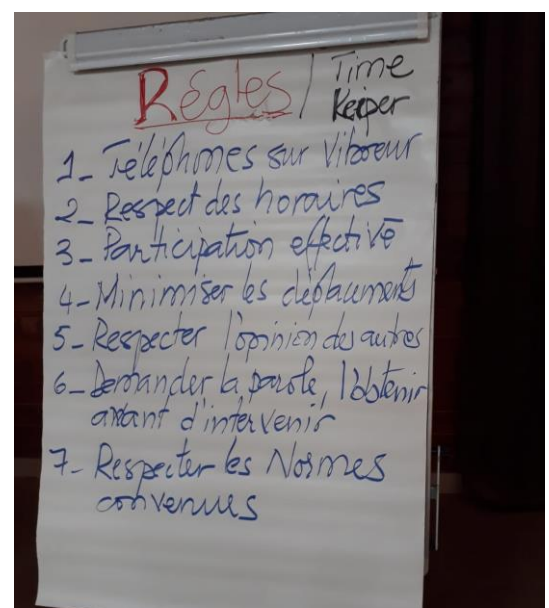 Régles / Time
Keeper
1- Téléphones sur Vibreur
2- Respect des horaires
3- Participation effective
4- Minimiser les déplacements
5- Respecter l'opinion des autres
6- Demander la parole, l'obtenir
avant d'intervenir
7- Respecter les Normes
convenues